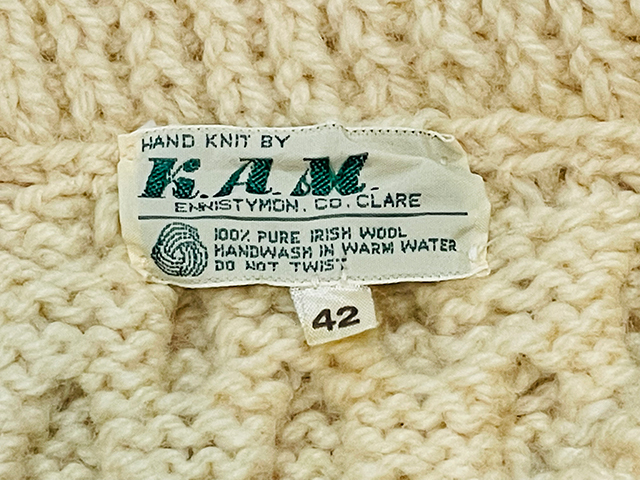 HAND KNIT BY
K.A.M.
ENNISTYMON. CO. CLARE
100% PURE IRISH WOOL
HANDWASH IN WARM WATER
DO NOT TWIST
42